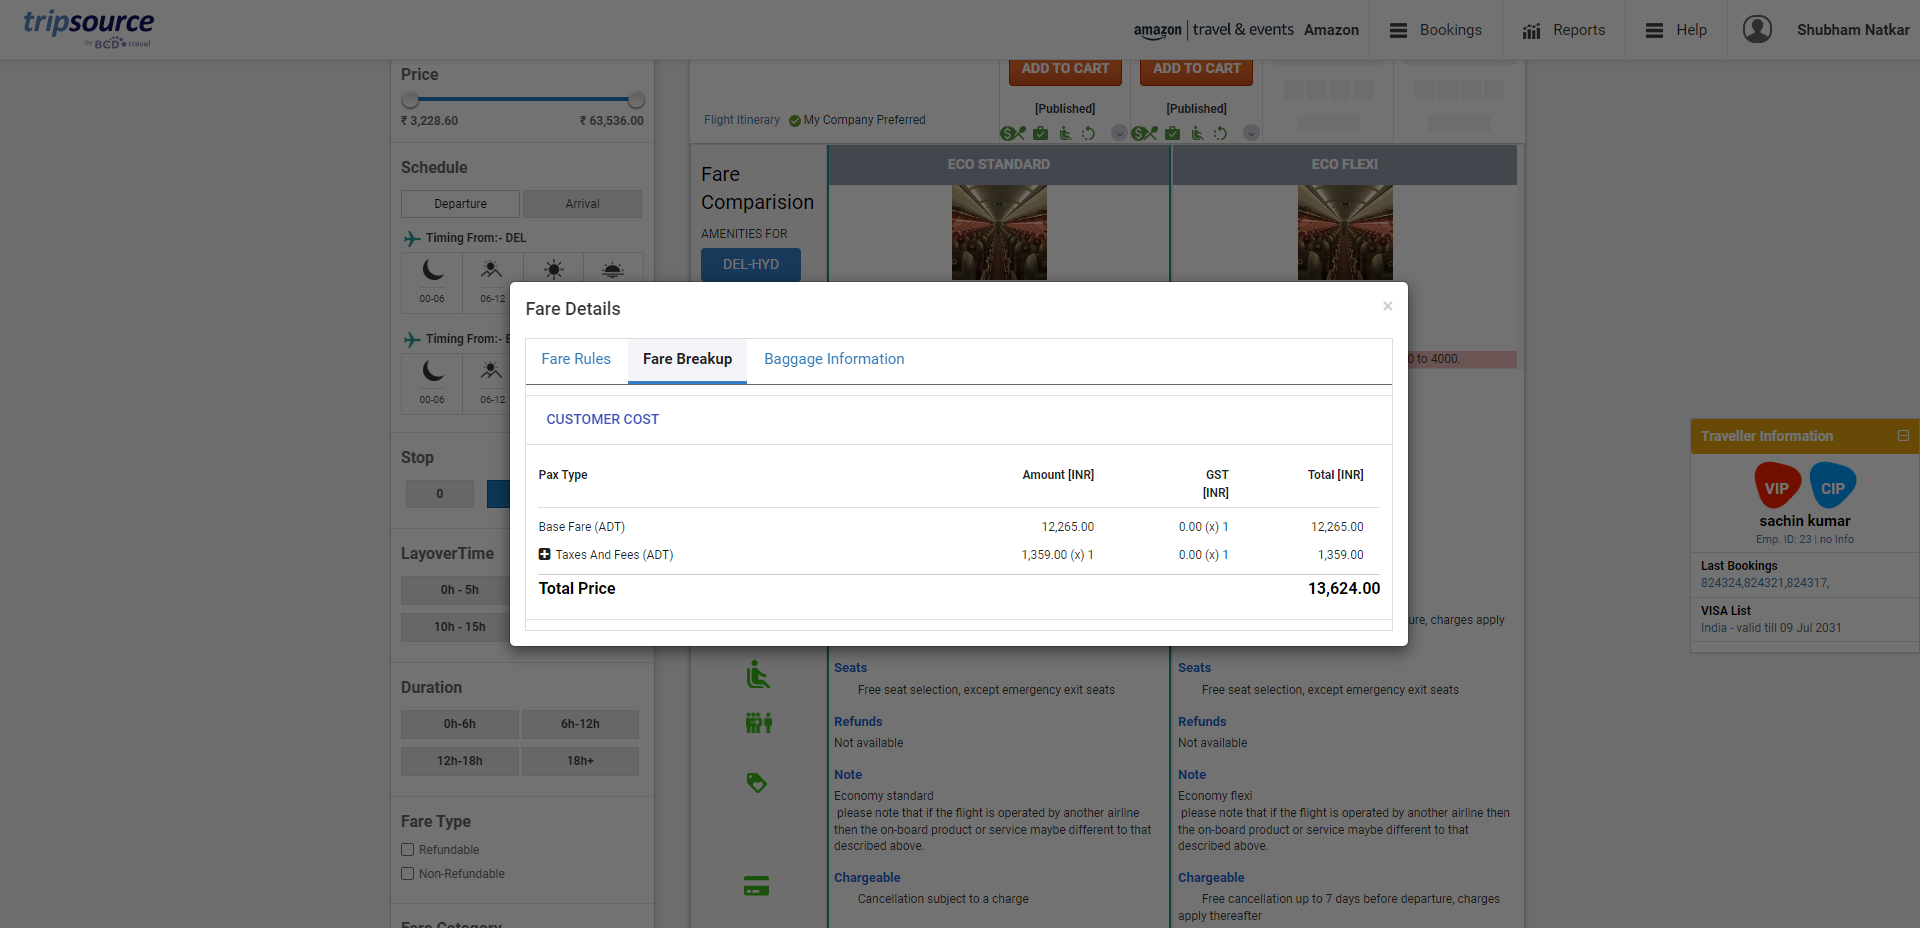 tripsource
by BCD travel
amazon travel & events Amazon
Bookings
Reports
Help
Shubham Natkar
Price
₹ 3,228.60
₹ 63,536.00
Schedule
Departure
Arrival
Timing From:- DEL
00-06
06-12
Timing From:-
00-06
06-12
Stop
0
LayoverTime
0h - 5h
10h - 15h
Duration
0h-6h
6h-12h
12h-18h
18h+
Fare Type
Refundable
Non-Refundable
Fare Category
ADD TO CART
ADD TO CART
[Published]
[Published]
Flight Itinerary
My Company Preferred
Fare
Comparision
AMENITIES FOR
DEL-HYD
ECO STANDARD
ECO FLEXI
0 to 4000.
Fare Details
×
Fare Rules
Fare Breakup
Baggage Information
CUSTOMER COST
Pax Type
Amount [INR]
GST
[INR]
Total [INR]
Base Fare (ADT)
12,265.00
0.00 (x) 1
12,265.00
Taxes And Fees (ADT)
1,359.00 (x) 1
0.00 (x) 1
1,359.00
Total Price
13,624.00
charges apply
Seats
Free seat selection, except emergency exit seats
Refunds
Not available
Note
Economy standard
please note that if the flight is operated by another airline
then the on-board product or service maybe different to that
described above.
Chargeable
Cancellation subject to a charge
Seats
Free seat selection, except emergency exit seats
Refunds
Not available
Note
Economy flexi
please note that if the flight is operated by another airline then
the on-board product or service maybe different to that
described above.
Chargeable
Free cancellation up to 7 days before departure, charges
apply thereafter
Traveller Information
VIP
CIP
sachin kumar
Emp. ID: 23 | no Info
Last Bookings
824324,824321,824317,
VISA List
India - valid till 09 Jul 2031